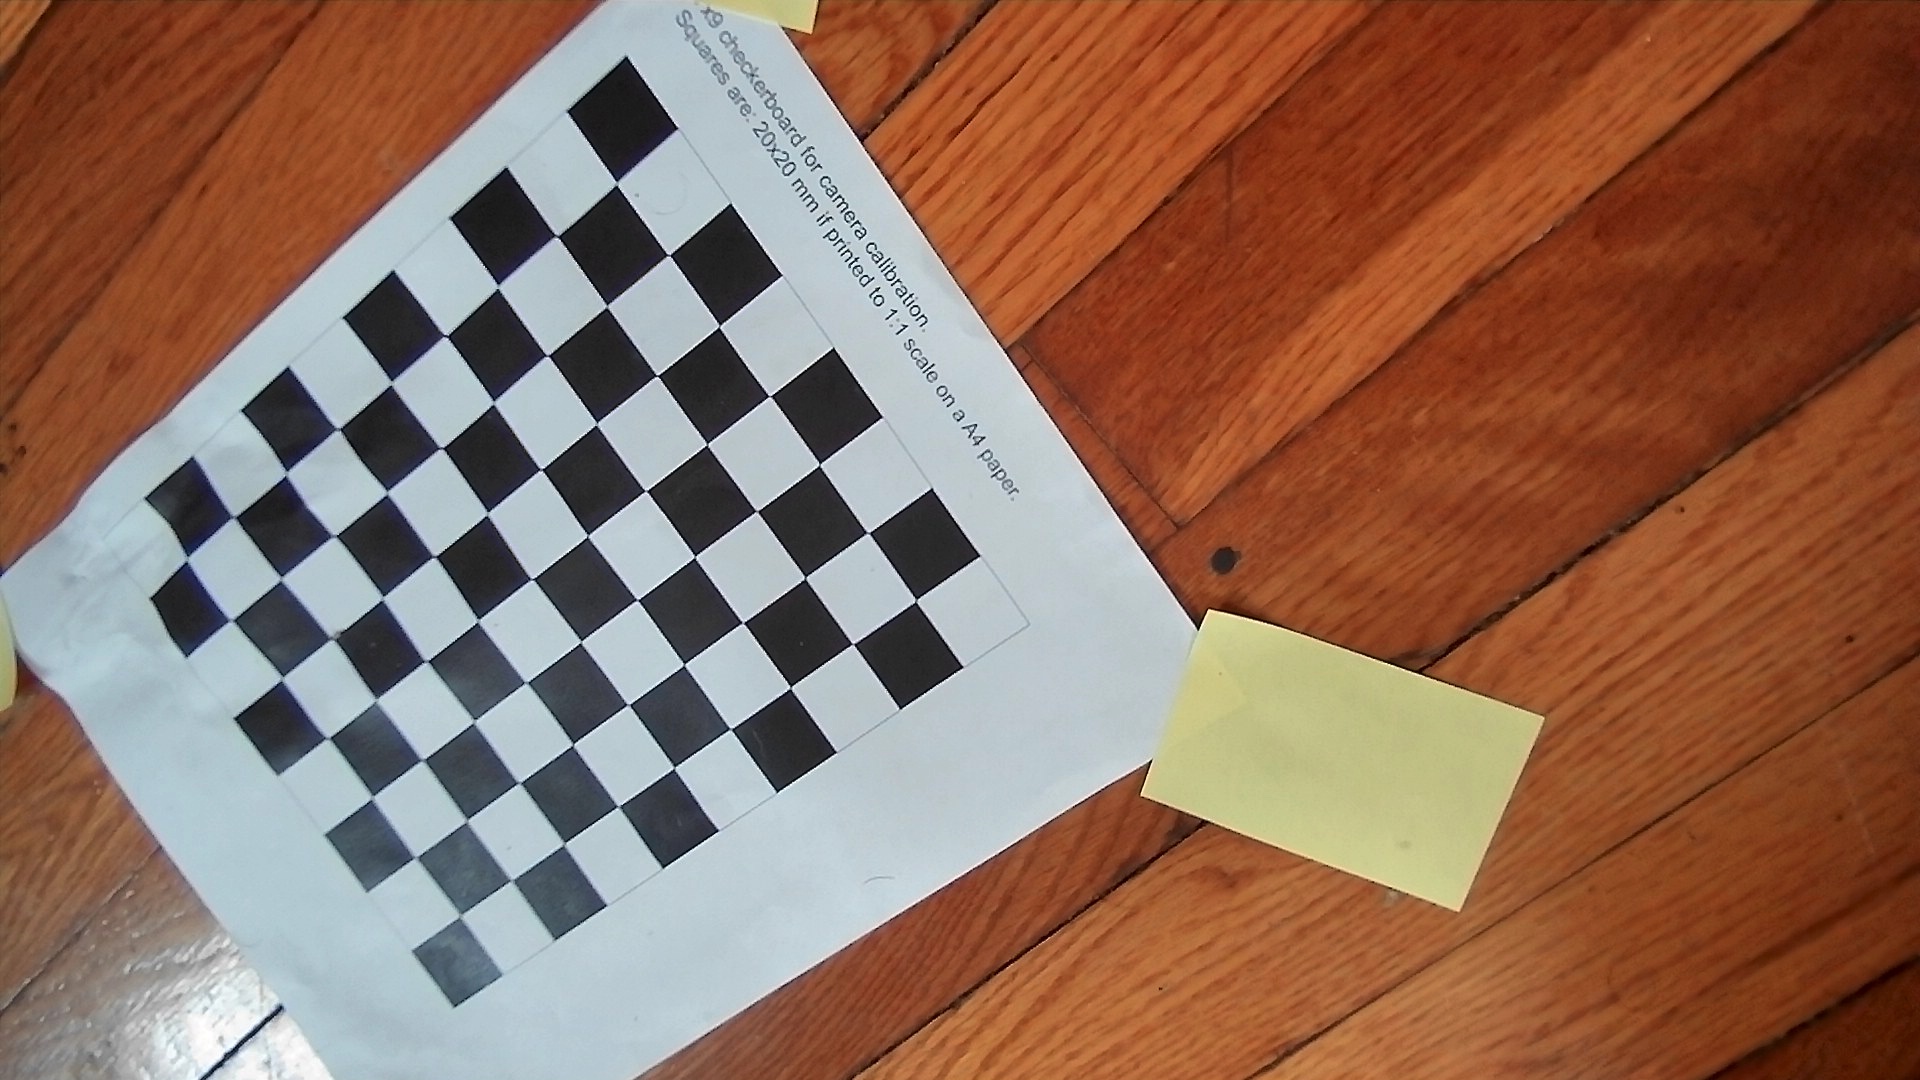 x9 checkerboard for camera calibration.
Squares are: 20x20 mm if printed to 1:1 scale on a A4 paper.